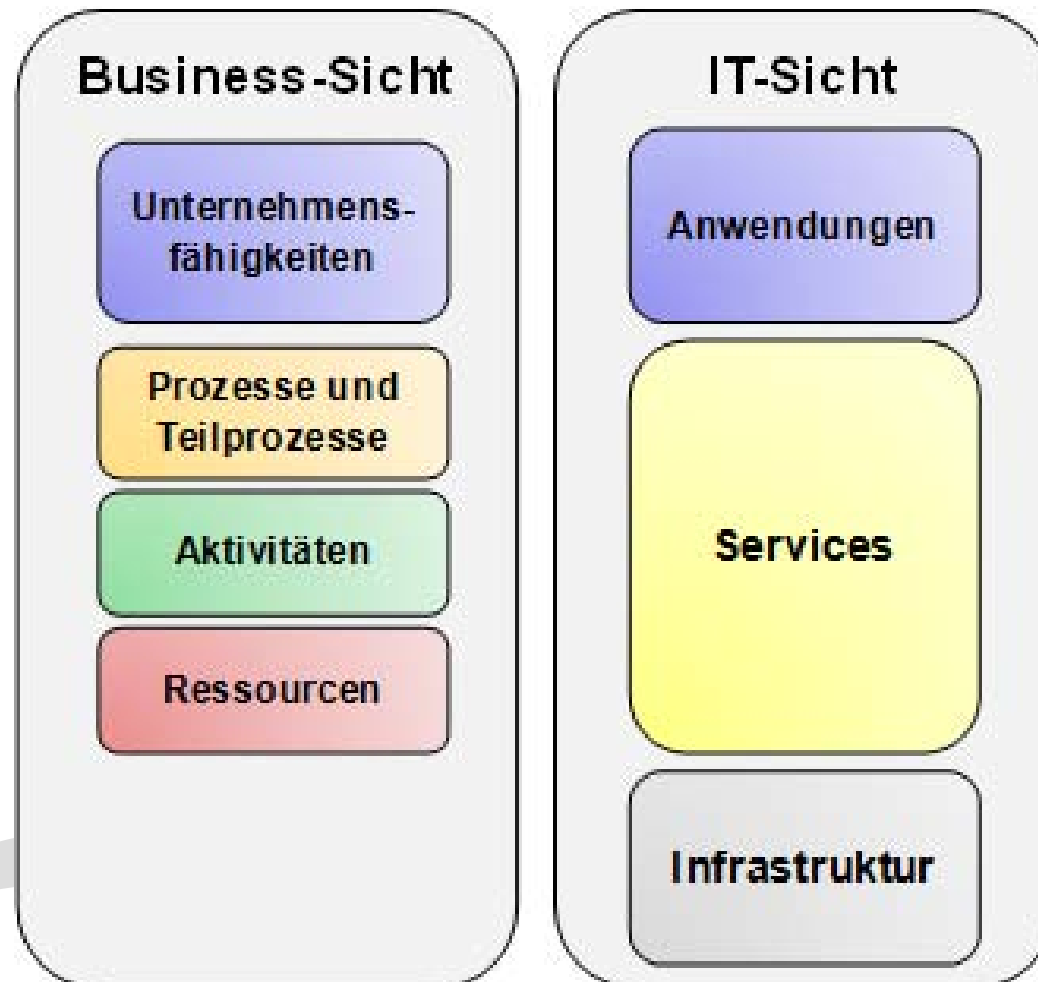 Business-Sicht
Unternehmens-
fähigkeiten
Prozesse und
Teilprozesse
Aktivitäten
Ressourcen
IT-Sicht
Anwendungen
Services
Infrastruktur